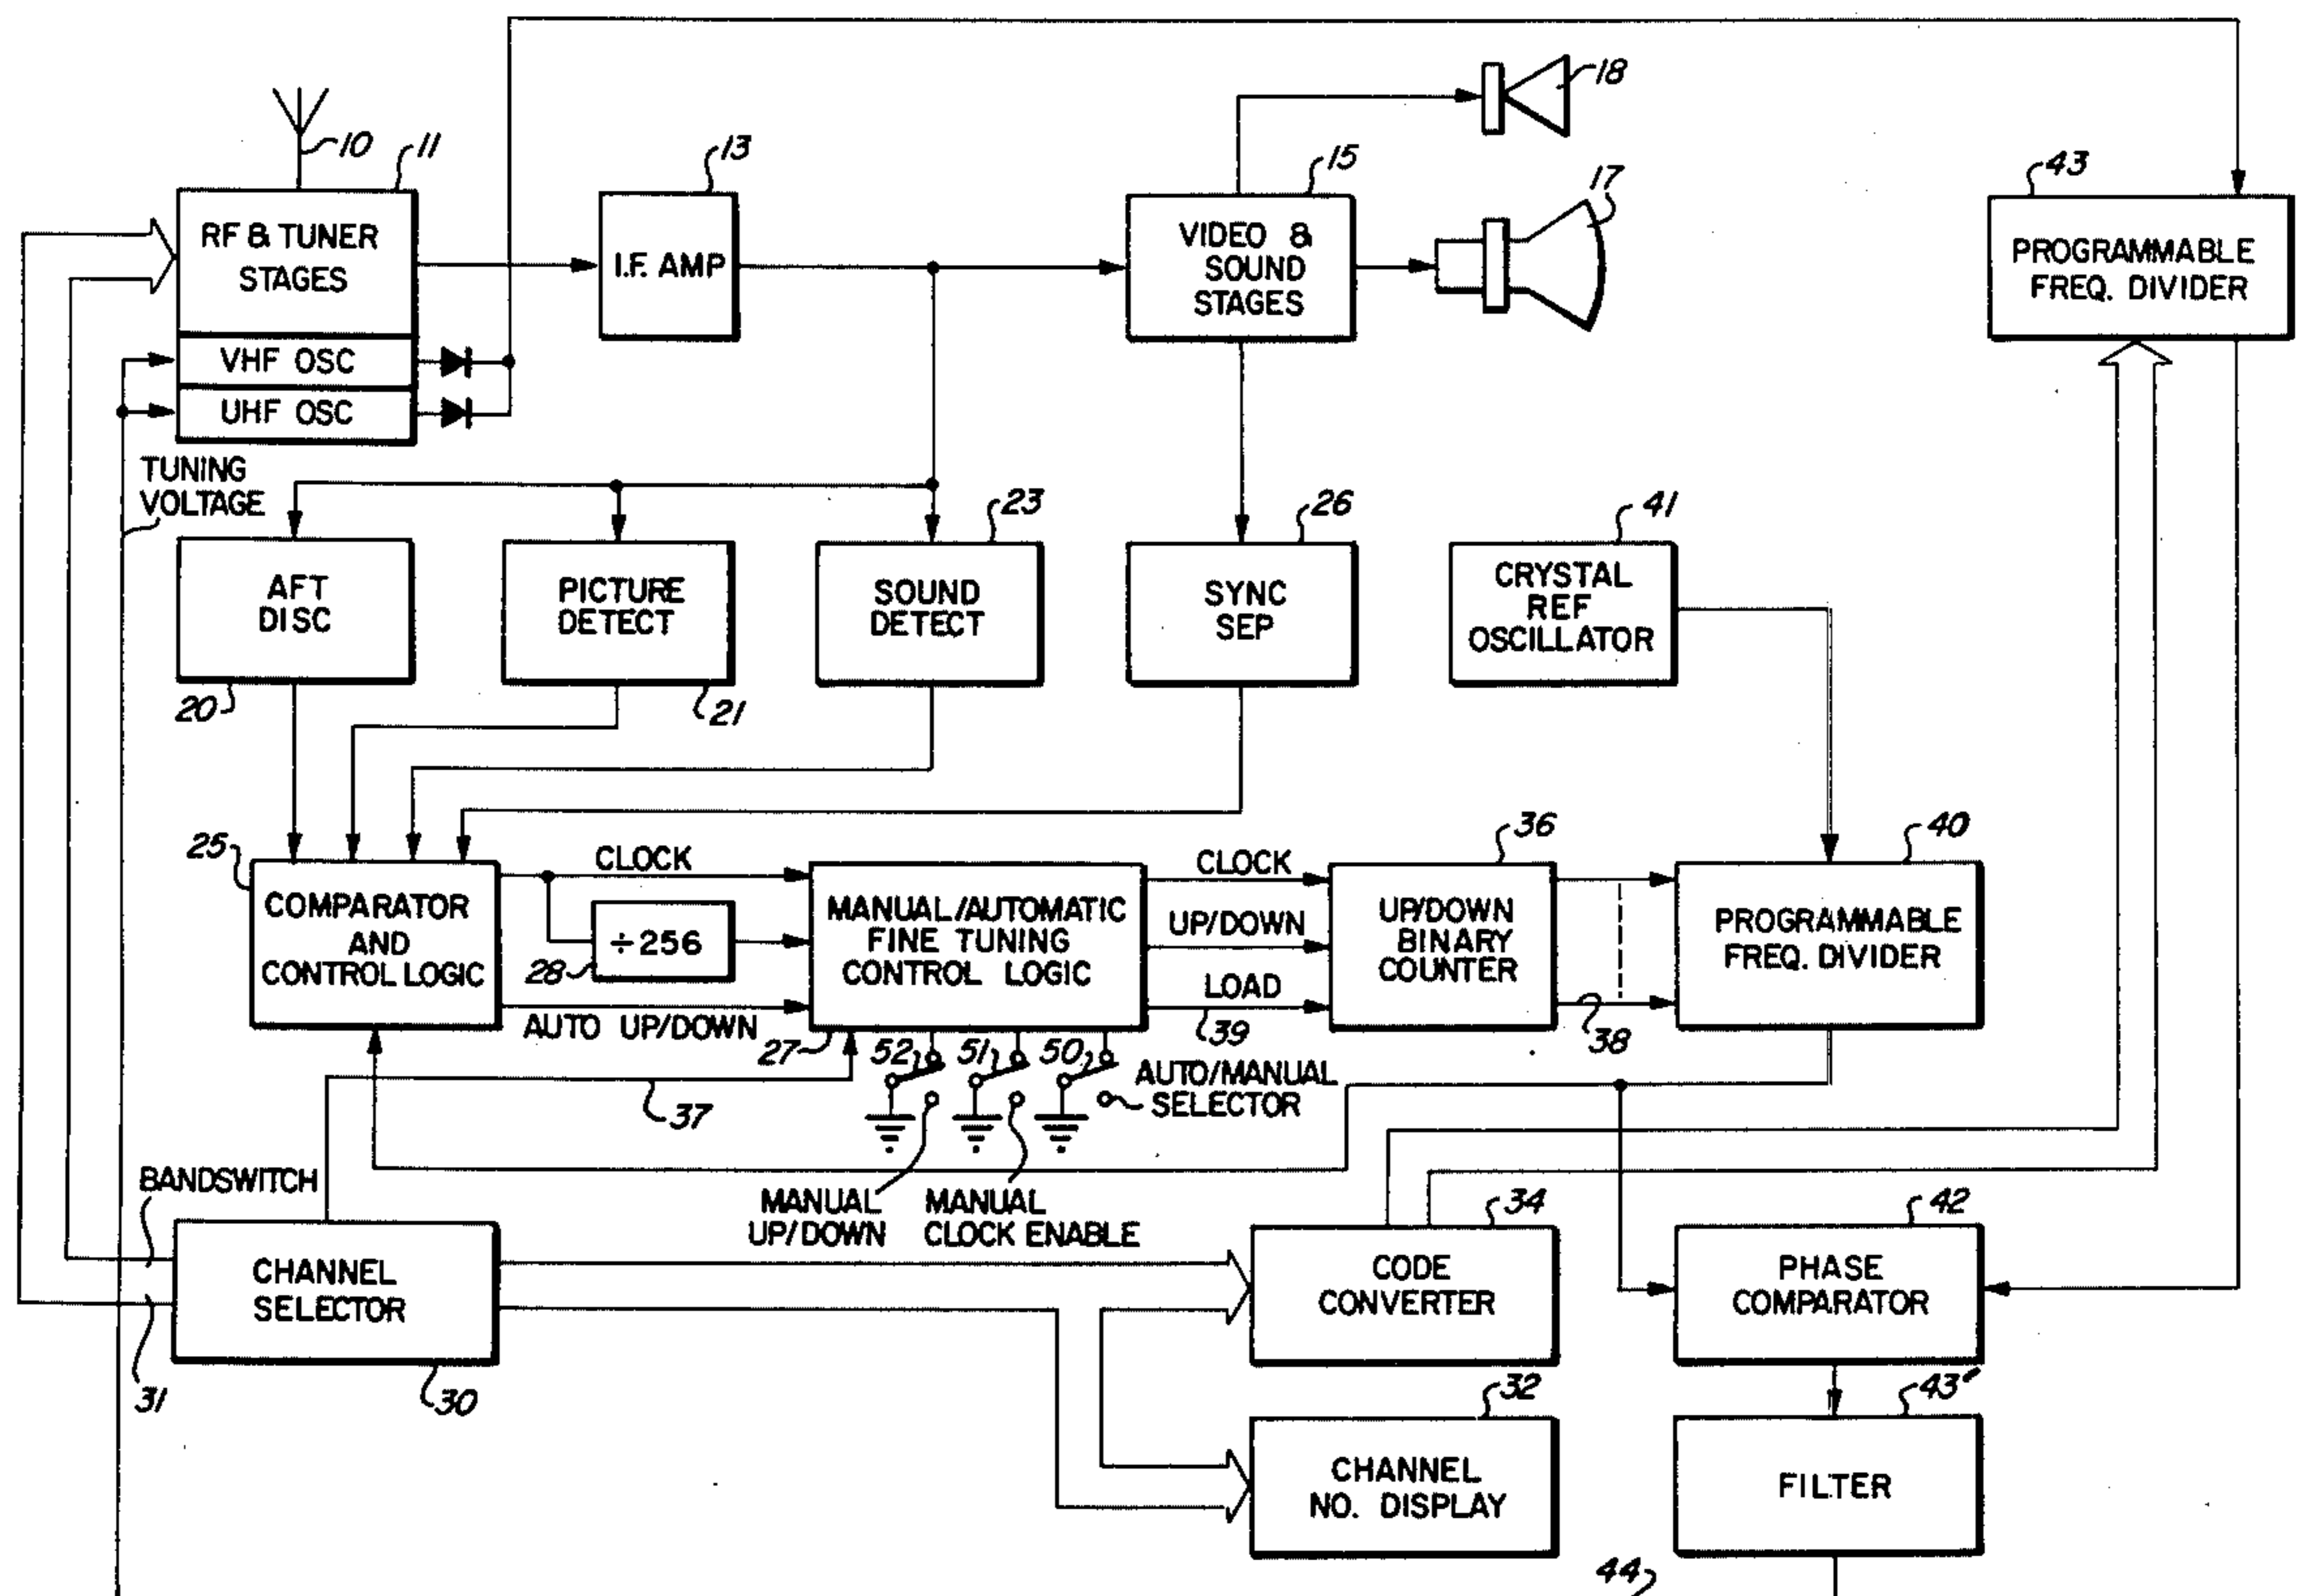 18
10
11
13
15
17
43
RF & TUNER
STAGES
I.F. AMP
VIDEO &
SOUND
STAGES
PROGRAMMABLE
FREQ. DIVIDER
VHF OSC
UHF OSC
TUNING
VOLTAGE
23
26
41
AFT
DISC
PICTURE
DETECT
SOUND
DETECT
SYNC
SEP
CRYSTAL
REF
OSCILLATOR
20
21
25
CLOCK
CLOCK
36
40
COMPARATOR
AND
CONTROL LOGIC
÷256
28
MANUAL/AUTOMATIC
FINE TUNING
CONTROL LOGIC
UP/DOWN
LOAD
UP/DOWN
BINARY
COUNTER
PROGRAMMABLE
FREQ. DIVIDER
AUTO UP/DOWN
27
52
51
50
39
38
AUTO/MANUAL
SELECTOR
37
BANDSWITCH
MANUAL
UP/DOWN
MANUAL
CLOCK ENABLE
34
42
CHANNEL
SELECTOR
CODE
CONVERTER
PHASE
COMPARATOR
31
30
32
43'
CHANNEL
NO. DISPLAY
FILTER
44